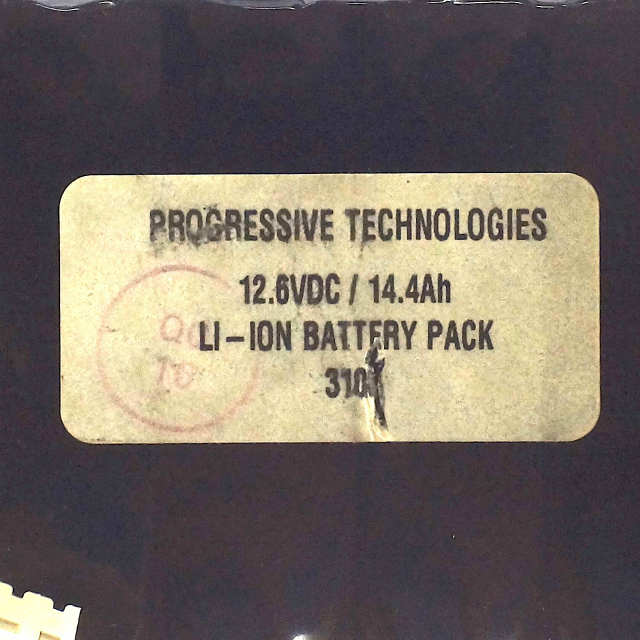 PROGRESSIVE TECHNOLOGIES
12.6VDC / 14.4Ah
LI-ION BATTERY PACK